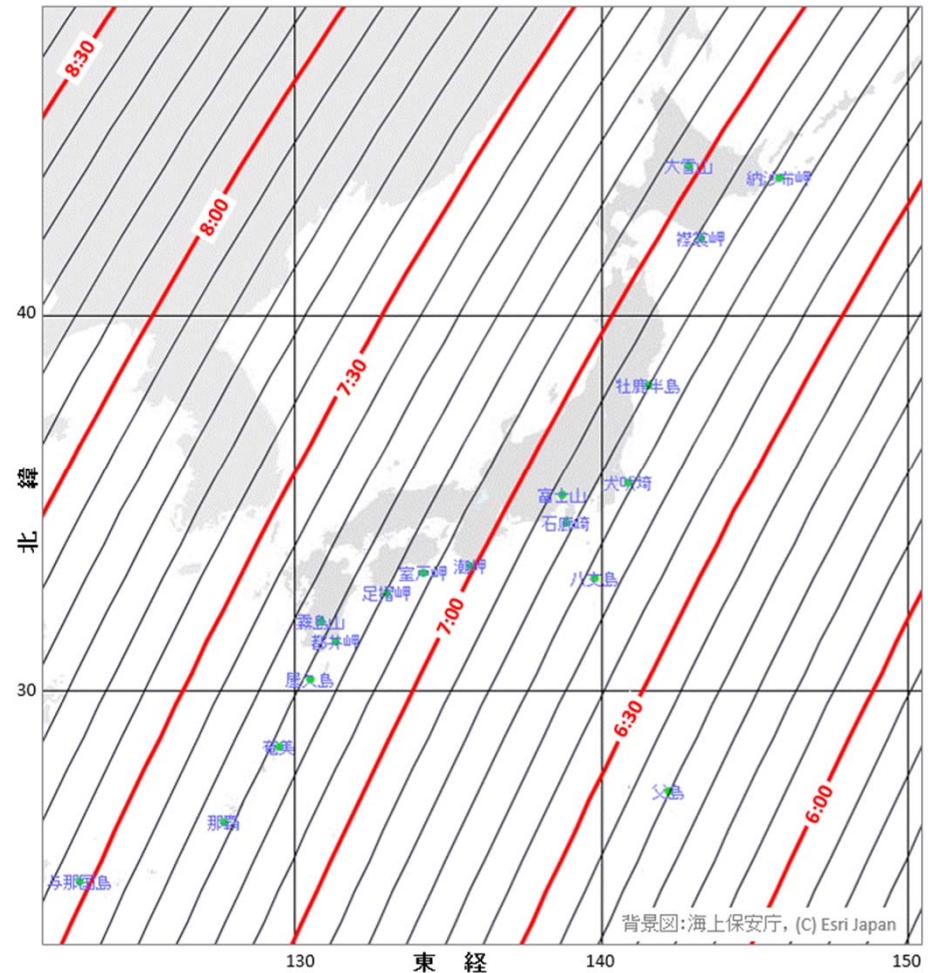 8:30
8:00
大雪山
納沙布岬
襟裳岬
40
7:30
牡鹿半島
犬吠埼
富士山
石廊埼
潮岬
室戸岬
八丈島
足摺岬
7:00
霧島山
都井岬
屋久島
30
6:30
奄美
父島
6:00
那覇
与那国島
北 緯
背景図:海上保安庁, (C) Esri Japan
130
東 経
140
150